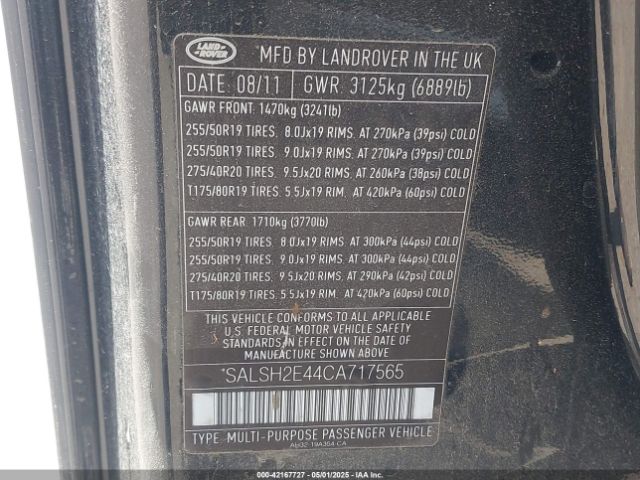 LAND ROVER
MFD BY LANDROVER IN THE UK
DATE: 08/11 GWR: 3125kg (6889lb)
GAWR FRONT: 1470kg (3241lb)
255/50R19 TIRES. 8.0Jx19 RIMS. AT 270kPa (39psi) COLD
255/50R19 TIRES. 9.0Jx19 RIMS. AT 270kPa (39psi) COLD
275/40R20 TIRES. 9.5Jx20 RIMS. AT 260kPa (38psi) COLD
T175/80R19 TIRES. 5.5Jx19 RIM. AT 420kPa (60psi) COLD
GAWR REAR: 1710kg (3770lb)
255/50R19 TIRES. 8.0Jx19 RIMS. AT 300kPa (44psi) COLD
255/50R19 TIRES. 9.0Jx19 RIMS. AT 300kPa (44psi) COLD
275/40R20 TIRES. 9.5Jx20 RIMS. AT 290kPa (42psi) COLD
T175/80R19 TIRES. 5.5Jx19 RIM. AT 420kPa (60psi) COLD
THIS VEHICLE CONFORMS TO ALL APPLICABLE
U.S. FEDERAL MOTOR VEHICLE SAFETY
STANDARDS IN EFFECT ON THE DATE OF
MANUFACTURE SHOWN ABOVE.
*SALSH2E44CA717565
TYPE: MULTI-PURPOSE PASSENGER VEHICLE
000-42167727 - 05/01/2025 - COPYRIGHT 2025 IAA, LLC. ALL RIGHTS RESERVED.